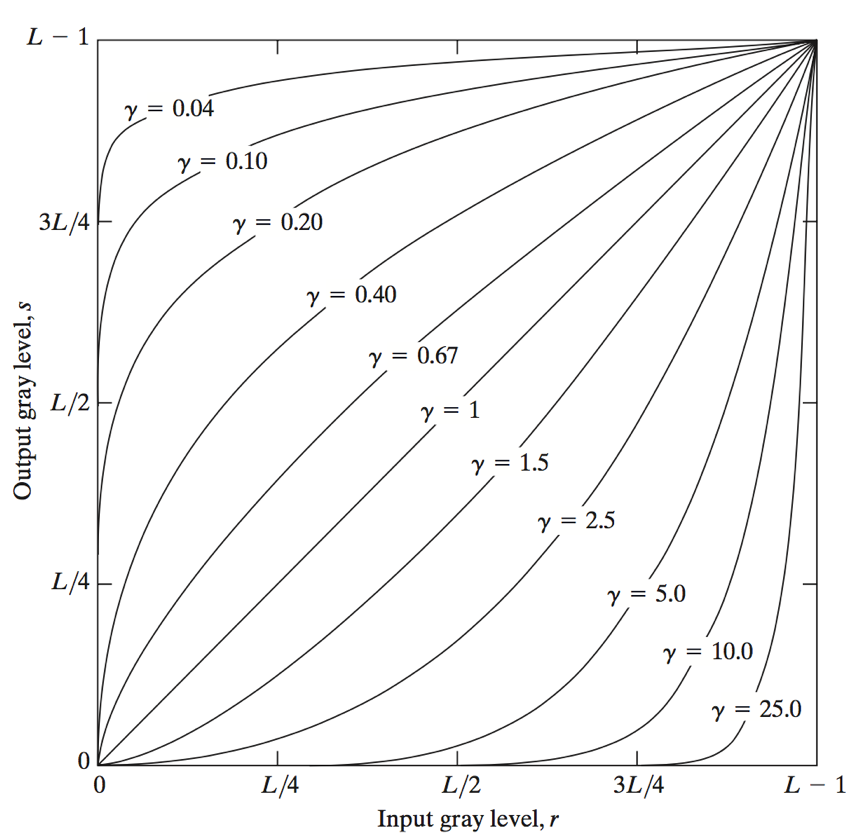 L − 1
γ = 0.04
γ = 0.10
3L/4
γ = 0.20
γ = 0.40
γ = 0.67
Output gray level, s
L/2
γ = 1
γ = 1.5
γ = 2.5
L/4
γ = 5.0
γ = 10.0
γ = 25.0
0
0 L/4 L/2 3L/4 L − 1
Input gray level, r